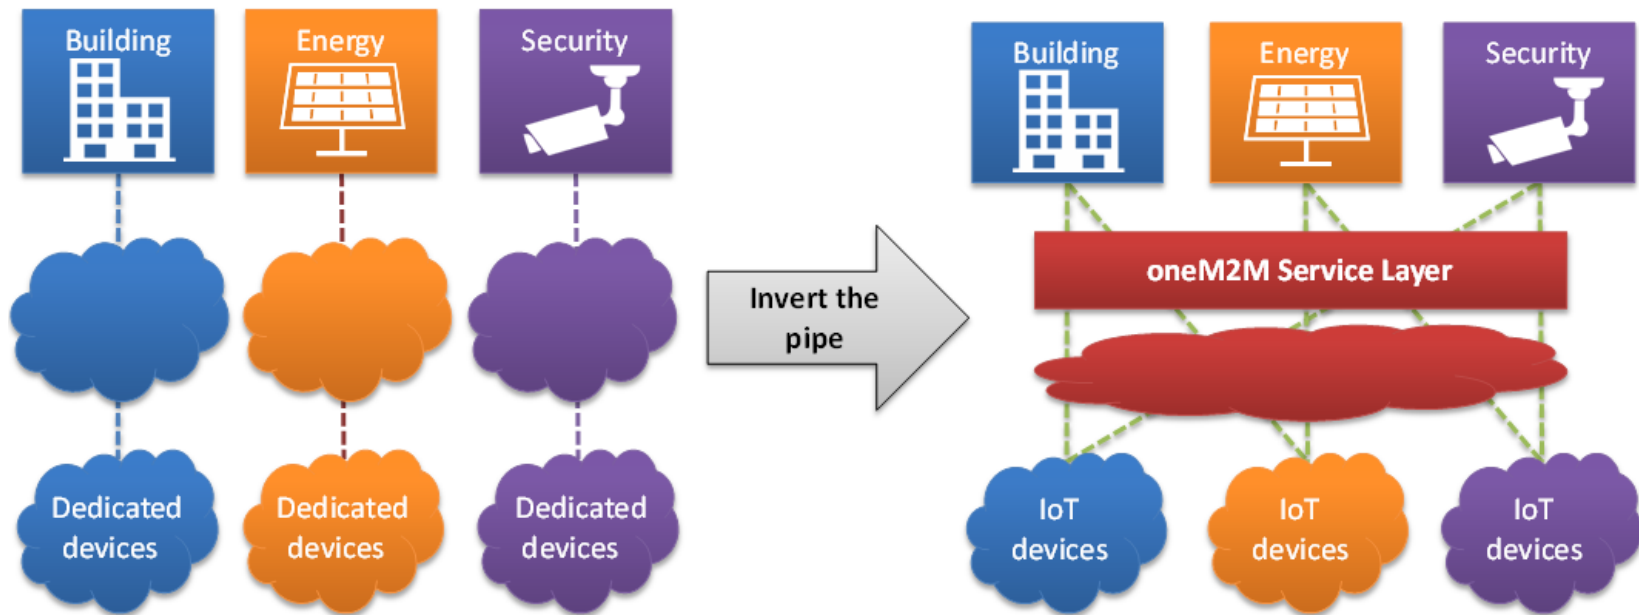 Building
Energy
Security
Dedicated
devices
Dedicated
devices
Dedicated
devices
Invert the
pipe
Building
Energy
Security
oneM2M Service Layer
IoT
devices
IoT
devices
IoT
devices